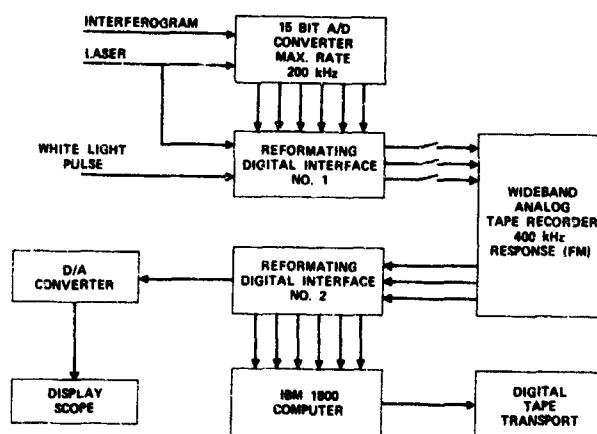 INTERFEROGRAM
LASER
15 BIT A/D
CONVERTER
MAX. RATE
200 kHz
WHITE LIGHT
PULSE
REFORMATING
DIGITAL INTERFACE
NO. 1
WIDEBAND
ANALOG
TAPE RECORDER
400 kHz
RESPONSE (FM)
D/A
CONVERTER
REFORMATING
DIGITAL INTERFACE
NO. 2
DISPLAY
SCOPE
IBM 1800
COMPUTER
DIGITAL
TAPE
TRANSPORT